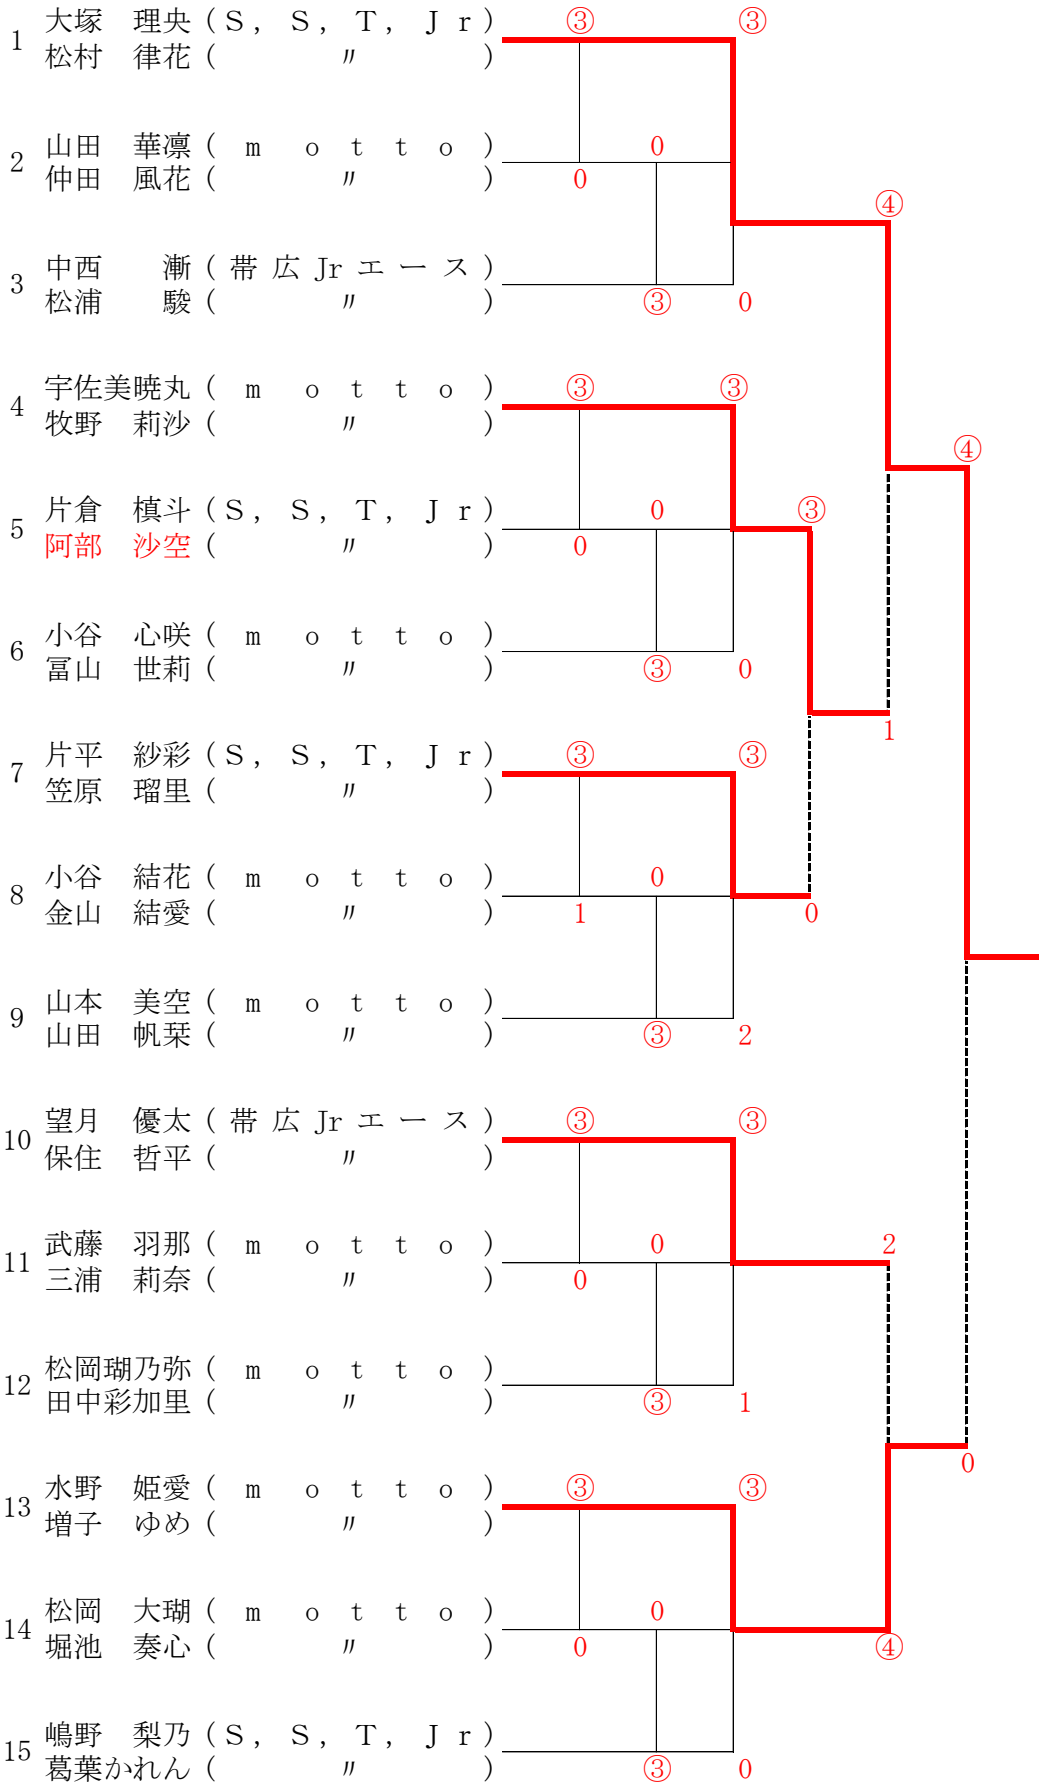 1 大塚　理央（Ｓ，Ｓ，Ｔ，Ｊｒ）③ ③
松村　律花（　〃　）
2 山田　華凛（ｍｏｔｔｏ）0
仲田　風花（　〃　）0
④
3 中西　　漸（帯広Jrエース）
松浦　　駿（　〃　）③ 0
4 宇佐美暁丸（ｍｏｔｔｏ）③ ③
牧野　莉沙（　〃　）
④
5 片倉　槙斗（Ｓ，Ｓ，Ｔ，Ｊｒ）0 ③
阿部　沙空（　〃　）0
6 小谷　心咲（ｍｏｔｔｏ）
冨山　世莉（　〃　）③ 0
1
7 片平　紗彩（Ｓ，Ｓ，Ｔ，Ｊｒ）③ ③
笠原　瑠里（　〃　）
8 小谷　結花（ｍｏｔｔｏ）0
金山　結愛（　〃　）1 0
9 山本　美空（ｍｏｔｔｏ）
山田　帆栞（　〃　）③ 2
10 望月　優太（帯広Jrエース）③ ③
保住　哲平（　〃　）
11 武藤　羽那（ｍｏｔｔｏ）0 2
三浦　莉奈（　〃　）0
12 松岡瑚乃弥（ｍｏｔｔｏ）
田中彩加里（　〃　）③ 1
0
13 水野　姫愛（ｍｏｔｔｏ）③ ③
増子　ゆめ（　〃　）
14 松岡　大瑚（ｍｏｔｔｏ）0
堀池　奏心（　〃　）0 ④
15 嶋野　梨乃（Ｓ，Ｓ，Ｔ，Ｊｒ）
葛葉かれん（　〃　）③ 0